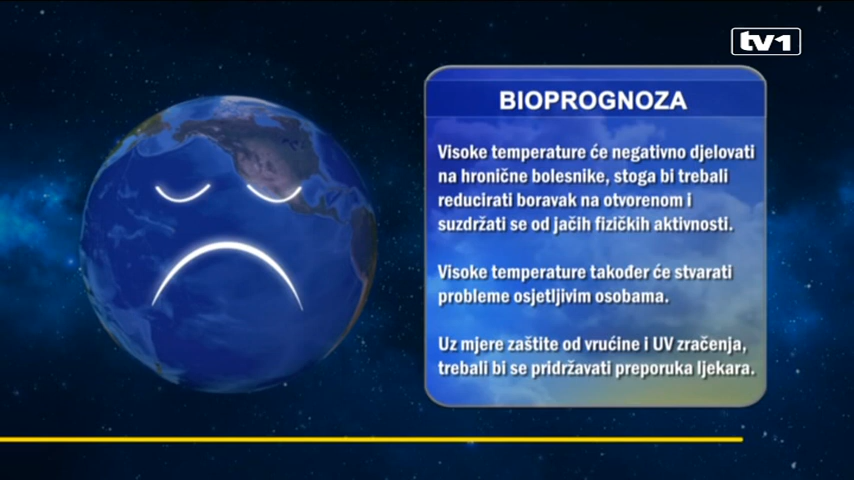 tv1
BIOPROGNOZA
Visoke temperature će negativno djelovati
na hronične bolesnike, stoga bi trebali
reducirati boravak na otvorenom i
suzdržati se od jačih fizičkih aktivnosti.
Visoke temperature također će stvarati
probleme osjetljivim osobama.
Uz mjere zaštite od vrućine i UV zračenja,
trebali bi se pridržavati preporuka ljekara.